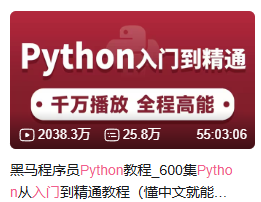 Python入门到精通
千万播放 全程高能
2038.3万 25.8万 55:03:06
黑马程序员Python教程_600集Pytho
n从入门到精通教程（懂中文就能...